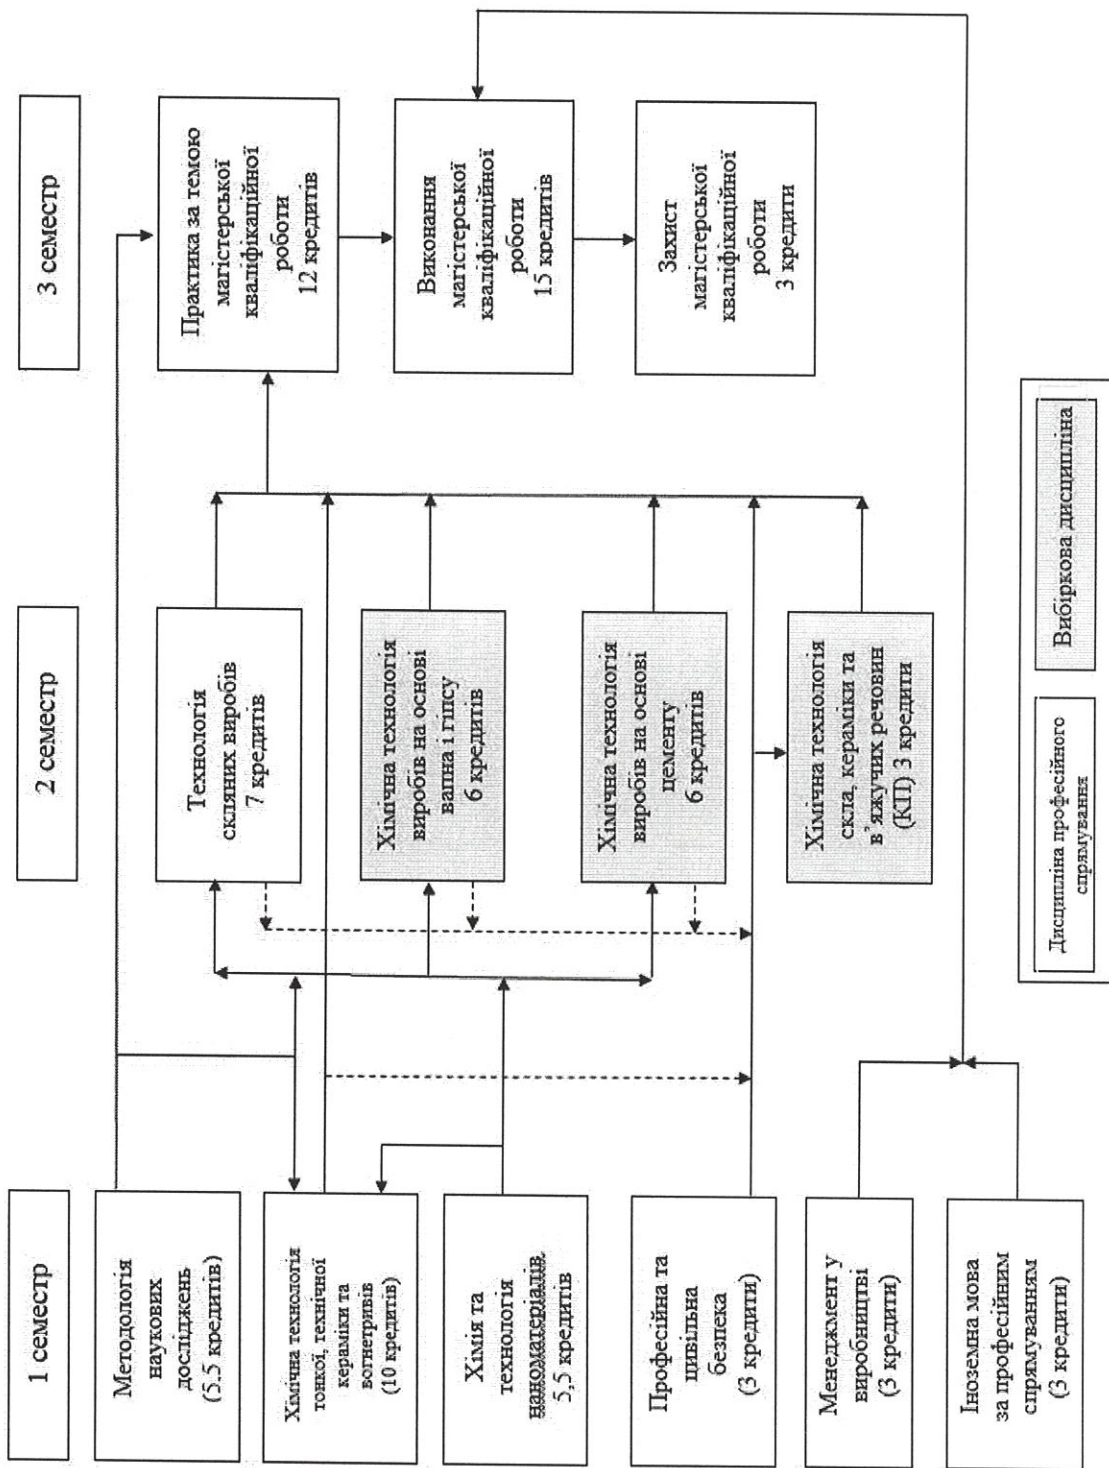 1 семестр
Методологія
наукових
досліджень
(5.5 кредитів)
Хімічна технологія
тонкої, технічної
кераміки та
вогнетривів
(10 кредитів)
Хімія та
технологія
наноматеріалів
5,5 кредитів
Професійна та
цивільна
безпека
(3 кредити)
Менеджмент у
виробництві
(3 кредити)
Іноземна мова
за професійним
спрямуванням
(3 кредити)
2 семестр
Технологія
скляних виробів
7 кредитів
Хімічна технологія
виробів на основі
вапна і гіпсу
6 кредитів
Хімічна технологія
виробів на основі
цементу
6 кредитів
Хімічна технологія
скла, кераміки та
в’яжучих речовин
(КП) 3 кредити
3 семестр
Практика за темою
магістерської
кваліфікаційної
роботи
12 кредитів
Виконання
магістерської
кваліфікаційної
роботи
15 кредитів
Захист
магістерської
кваліфікаційної
роботи
3 кредити
Дисципліна професійного
спрямування
Вибіркова дисципліна